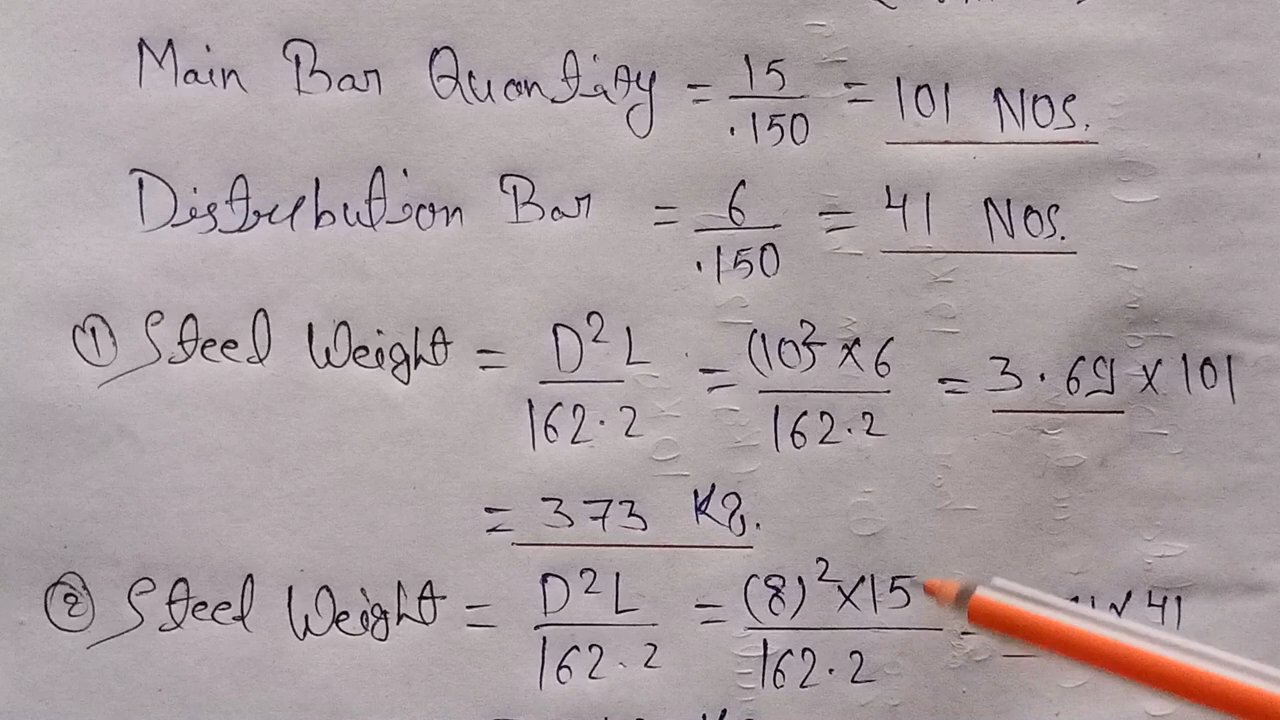 Main Bar Quantity = 15/.150 = 101 Nos.
Distribution Bar = 6/.150 = 41 Nos.
① Steel Weight = D²L/162.2 = (10)²×6/162.2 = 3.69 × 101
= 373 Kg.
② Steel Weight = D²L/162.2 = (8)²×15/162.2 = × 41